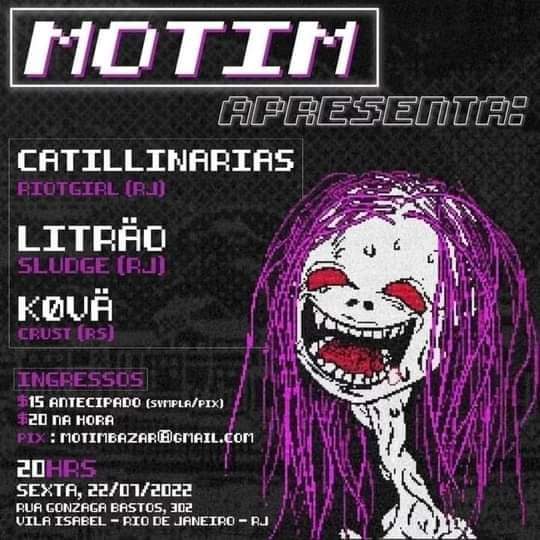 MOTIM
APRESENTA:
CATILLINARIAS
RIOTGIRL (RJ)
LITRÄO
SLUDGE (RJ)
KØVÄ
CRUST (RS)
INGRESSOS
$15 ANTECIPADO (SYMPLA/PIX)
$20 NA HORA
PIX : MOTIMBAZAR@GMAIL.COM
20HRS
SEXTA, 22/07/2022
RUA GONZAGA BASTOS, 302
VILA ISABEL - RIO DE JANEIRO - RJ